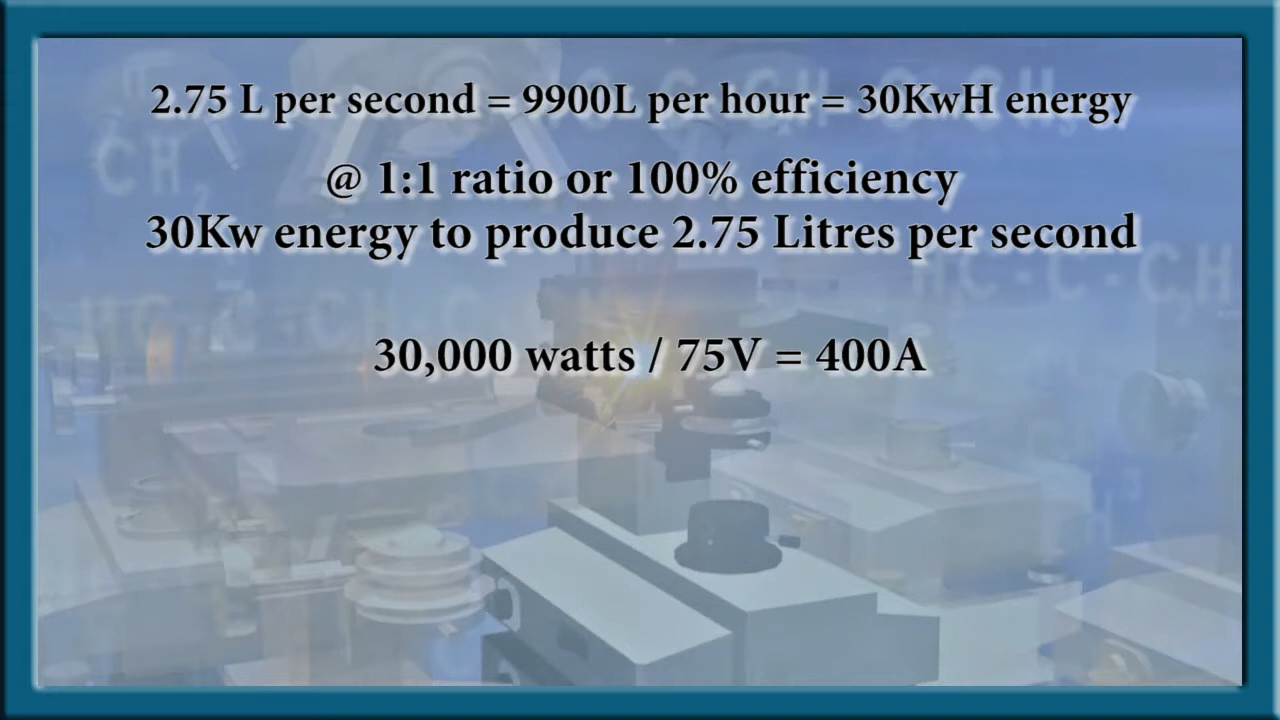 2.75 L per second = 9900L per hour = 30KwH energy
@ 1:1 ratio or 100% efficiency
30Kw energy to produce 2.75 Litres per second
30,000 watts / 75V = 400A